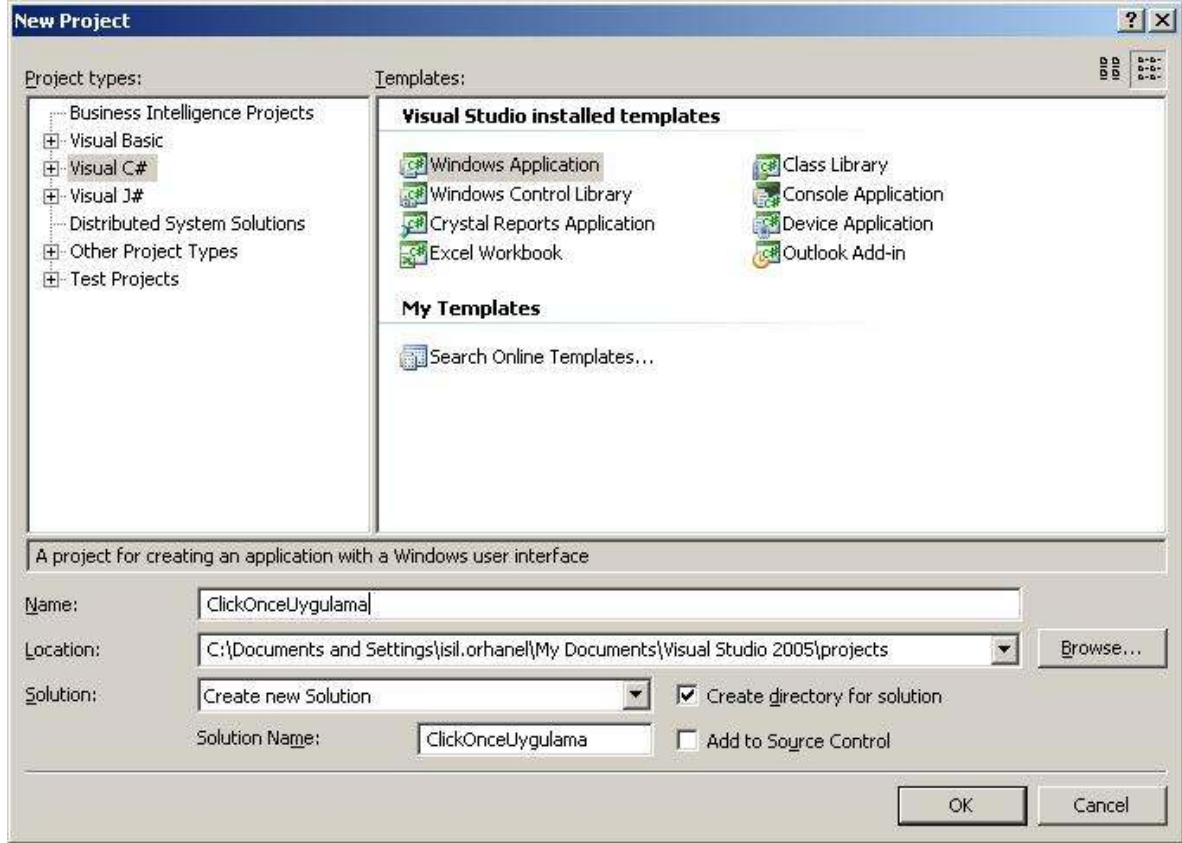 New Project
Project types:
Templates:
Business Intelligence Projects
Visual Basic
Visual C#
Visual J#
Distributed System Solutions
Other Project Types
Test Projects
Visual Studio installed templates
Windows Application
Class Library
Windows Control Library
Console Application
Crystal Reports Application
Device Application
Excel Workbook
Outlook Add-in
My Templates
Search Online Templates...
A project for creating an application with a Windows user interface
Name:
ClickOnceUygulama
Location:
C:\Documents and Settings\isil.orhanel\My Documents\Visual Studio 2005\projects
Browse...
Solution:
Create new Solution
Create directory for solution
Solution Name:
ClickOnceUygulama
Add to Source Control
OK
Cancel